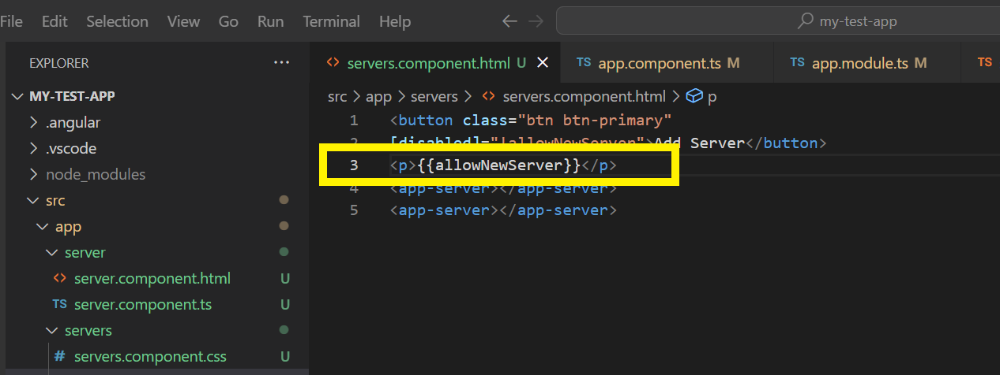 File Edit Selection View Go Run Terminal Help my-test-app
EXPLORER ···
MY-TEST-APP
.angular
.vscode
node_modules
src
app
server
server.component.html U
TS server.component.ts U
servers
# servers.component.css U
servers.component.html U TS app.component.ts M TS app.module.ts M TS
src > app > servers > servers.component.html > p
1 <button class="btn btn-primary"
2 [disabled]="!allowNewServer">Add Server</button>
3 <p>{{allowNewServer}}</p>
4 <app-server></app-server>
5 <app-server></app-server>